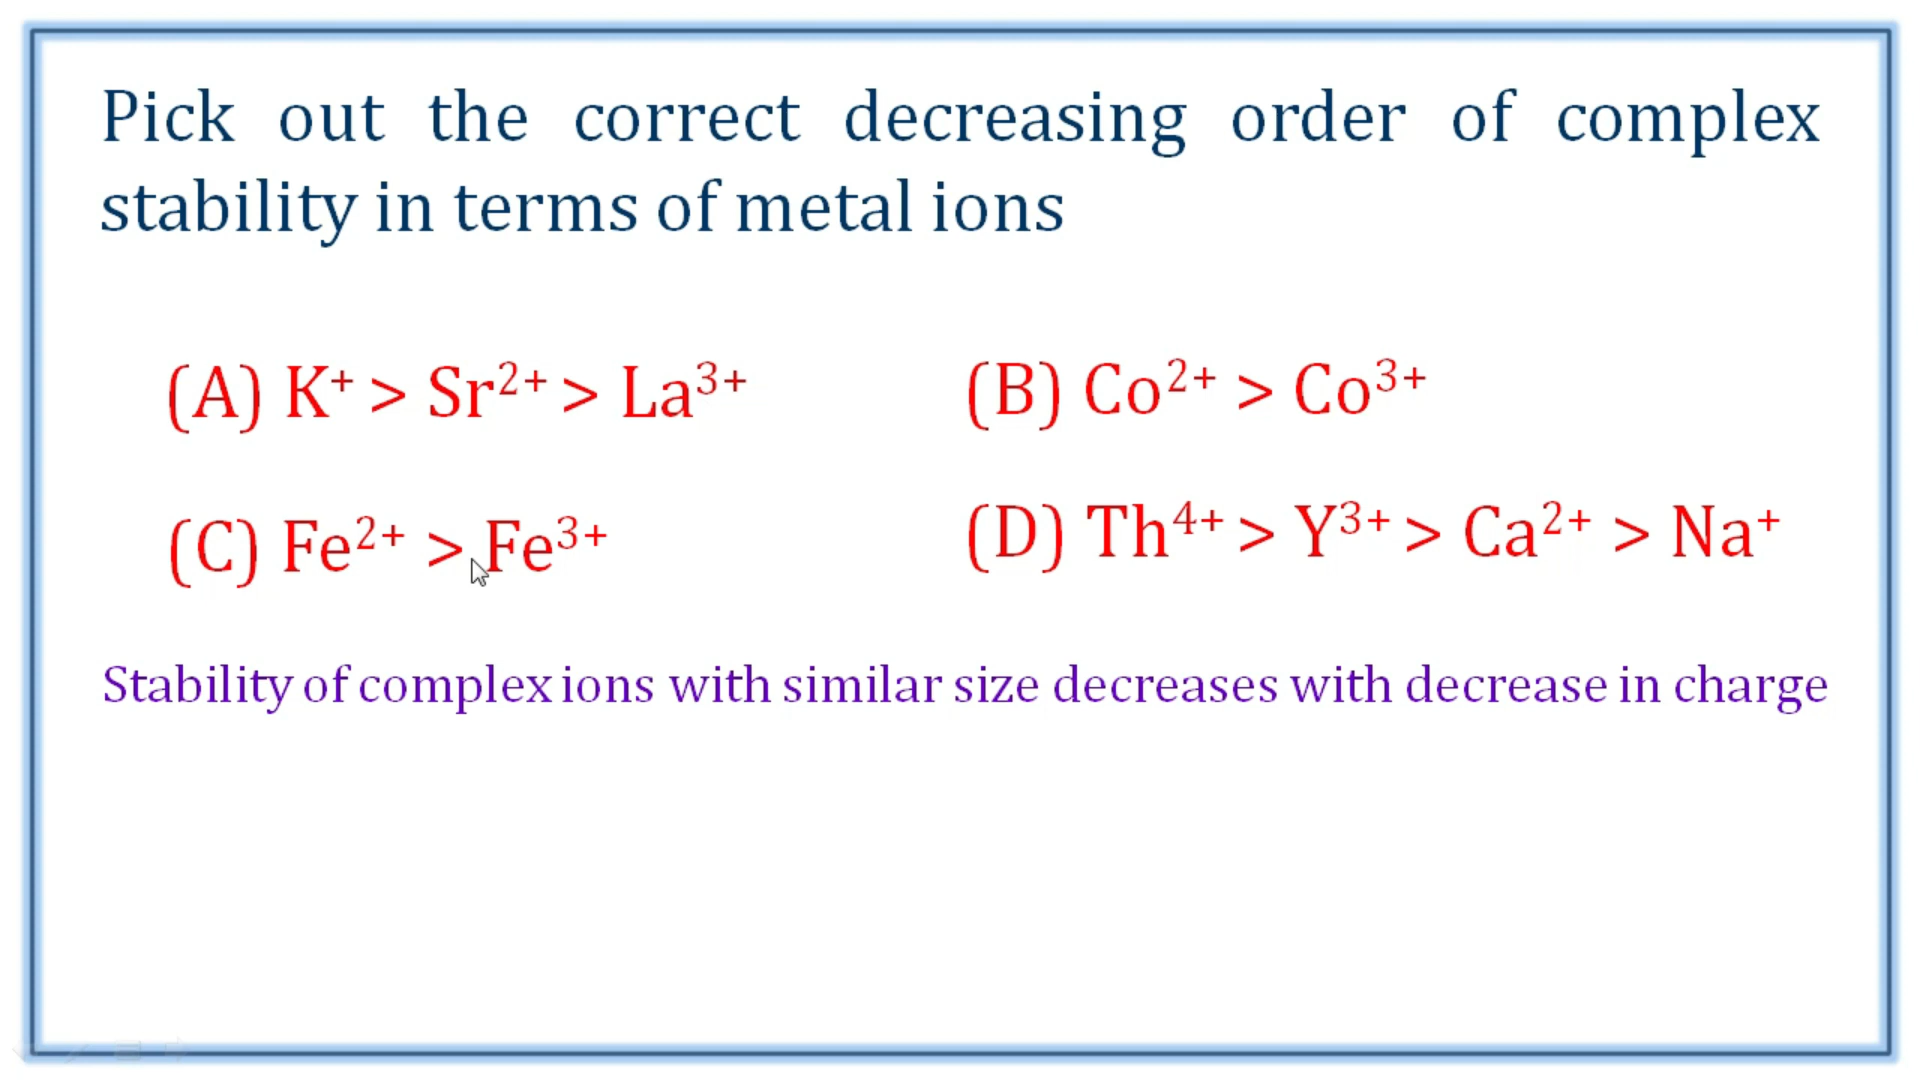 Pick out the correct decreasing order of complex
stability in terms of metal ions
(A) K⁺ > Sr²⁺ > La³⁺
(B) Co²⁺ > Co³⁺
(C) Fe²⁺ > Fe³⁺
(D) Th⁴⁺ > Y³⁺ > Ca²⁺ > Na⁺
Stability of complex ions with similar size decreases with decrease in charge